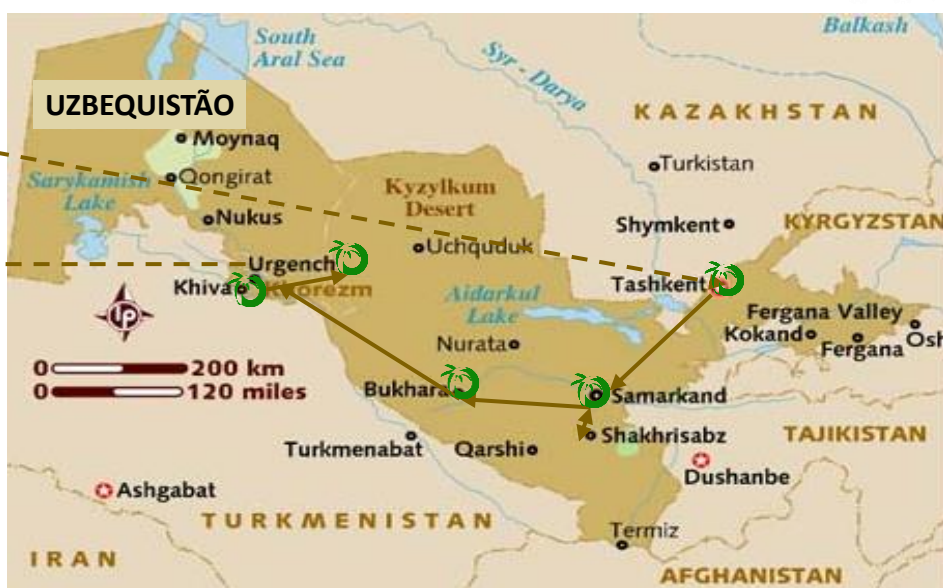 South
Aral Sea
Balkash
Syr - Darya
UZBEQUISTÃO
KAZAKHSTAN
Moynaq
Turkistan
Qongirat
Sarykamish
Lake
Kyzylkum
Desert
Nukus
Shymkent
KYRGYZSTAN
Uchquduk
Urgench
Khiva
Khorezm
Tashkent
Aidarkul
Lake
Fergana Valley
Kokand
Osh
Fergana
LP
Nurata
0 200 km
0 120 miles
Bukhara
Samarkand
Turkmenabat
Qarshi
Shakhrisabz
TAJIKISTAN
Dushanbe
Ashgabat
TURKMENISTAN
Termiz
IRAN
AFGHANISTAN